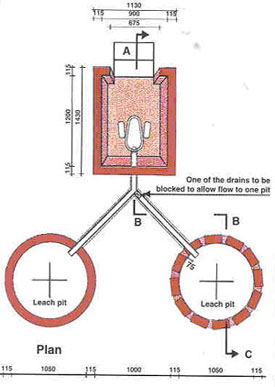 1130
115 900 115
675
A
115
1300 1430
115
One of the drains to be
blocked to allow flow to one pit
B
B
75
Leach pit
Leach pit
C
Plan
115 1050 115 1000 115 1050 115